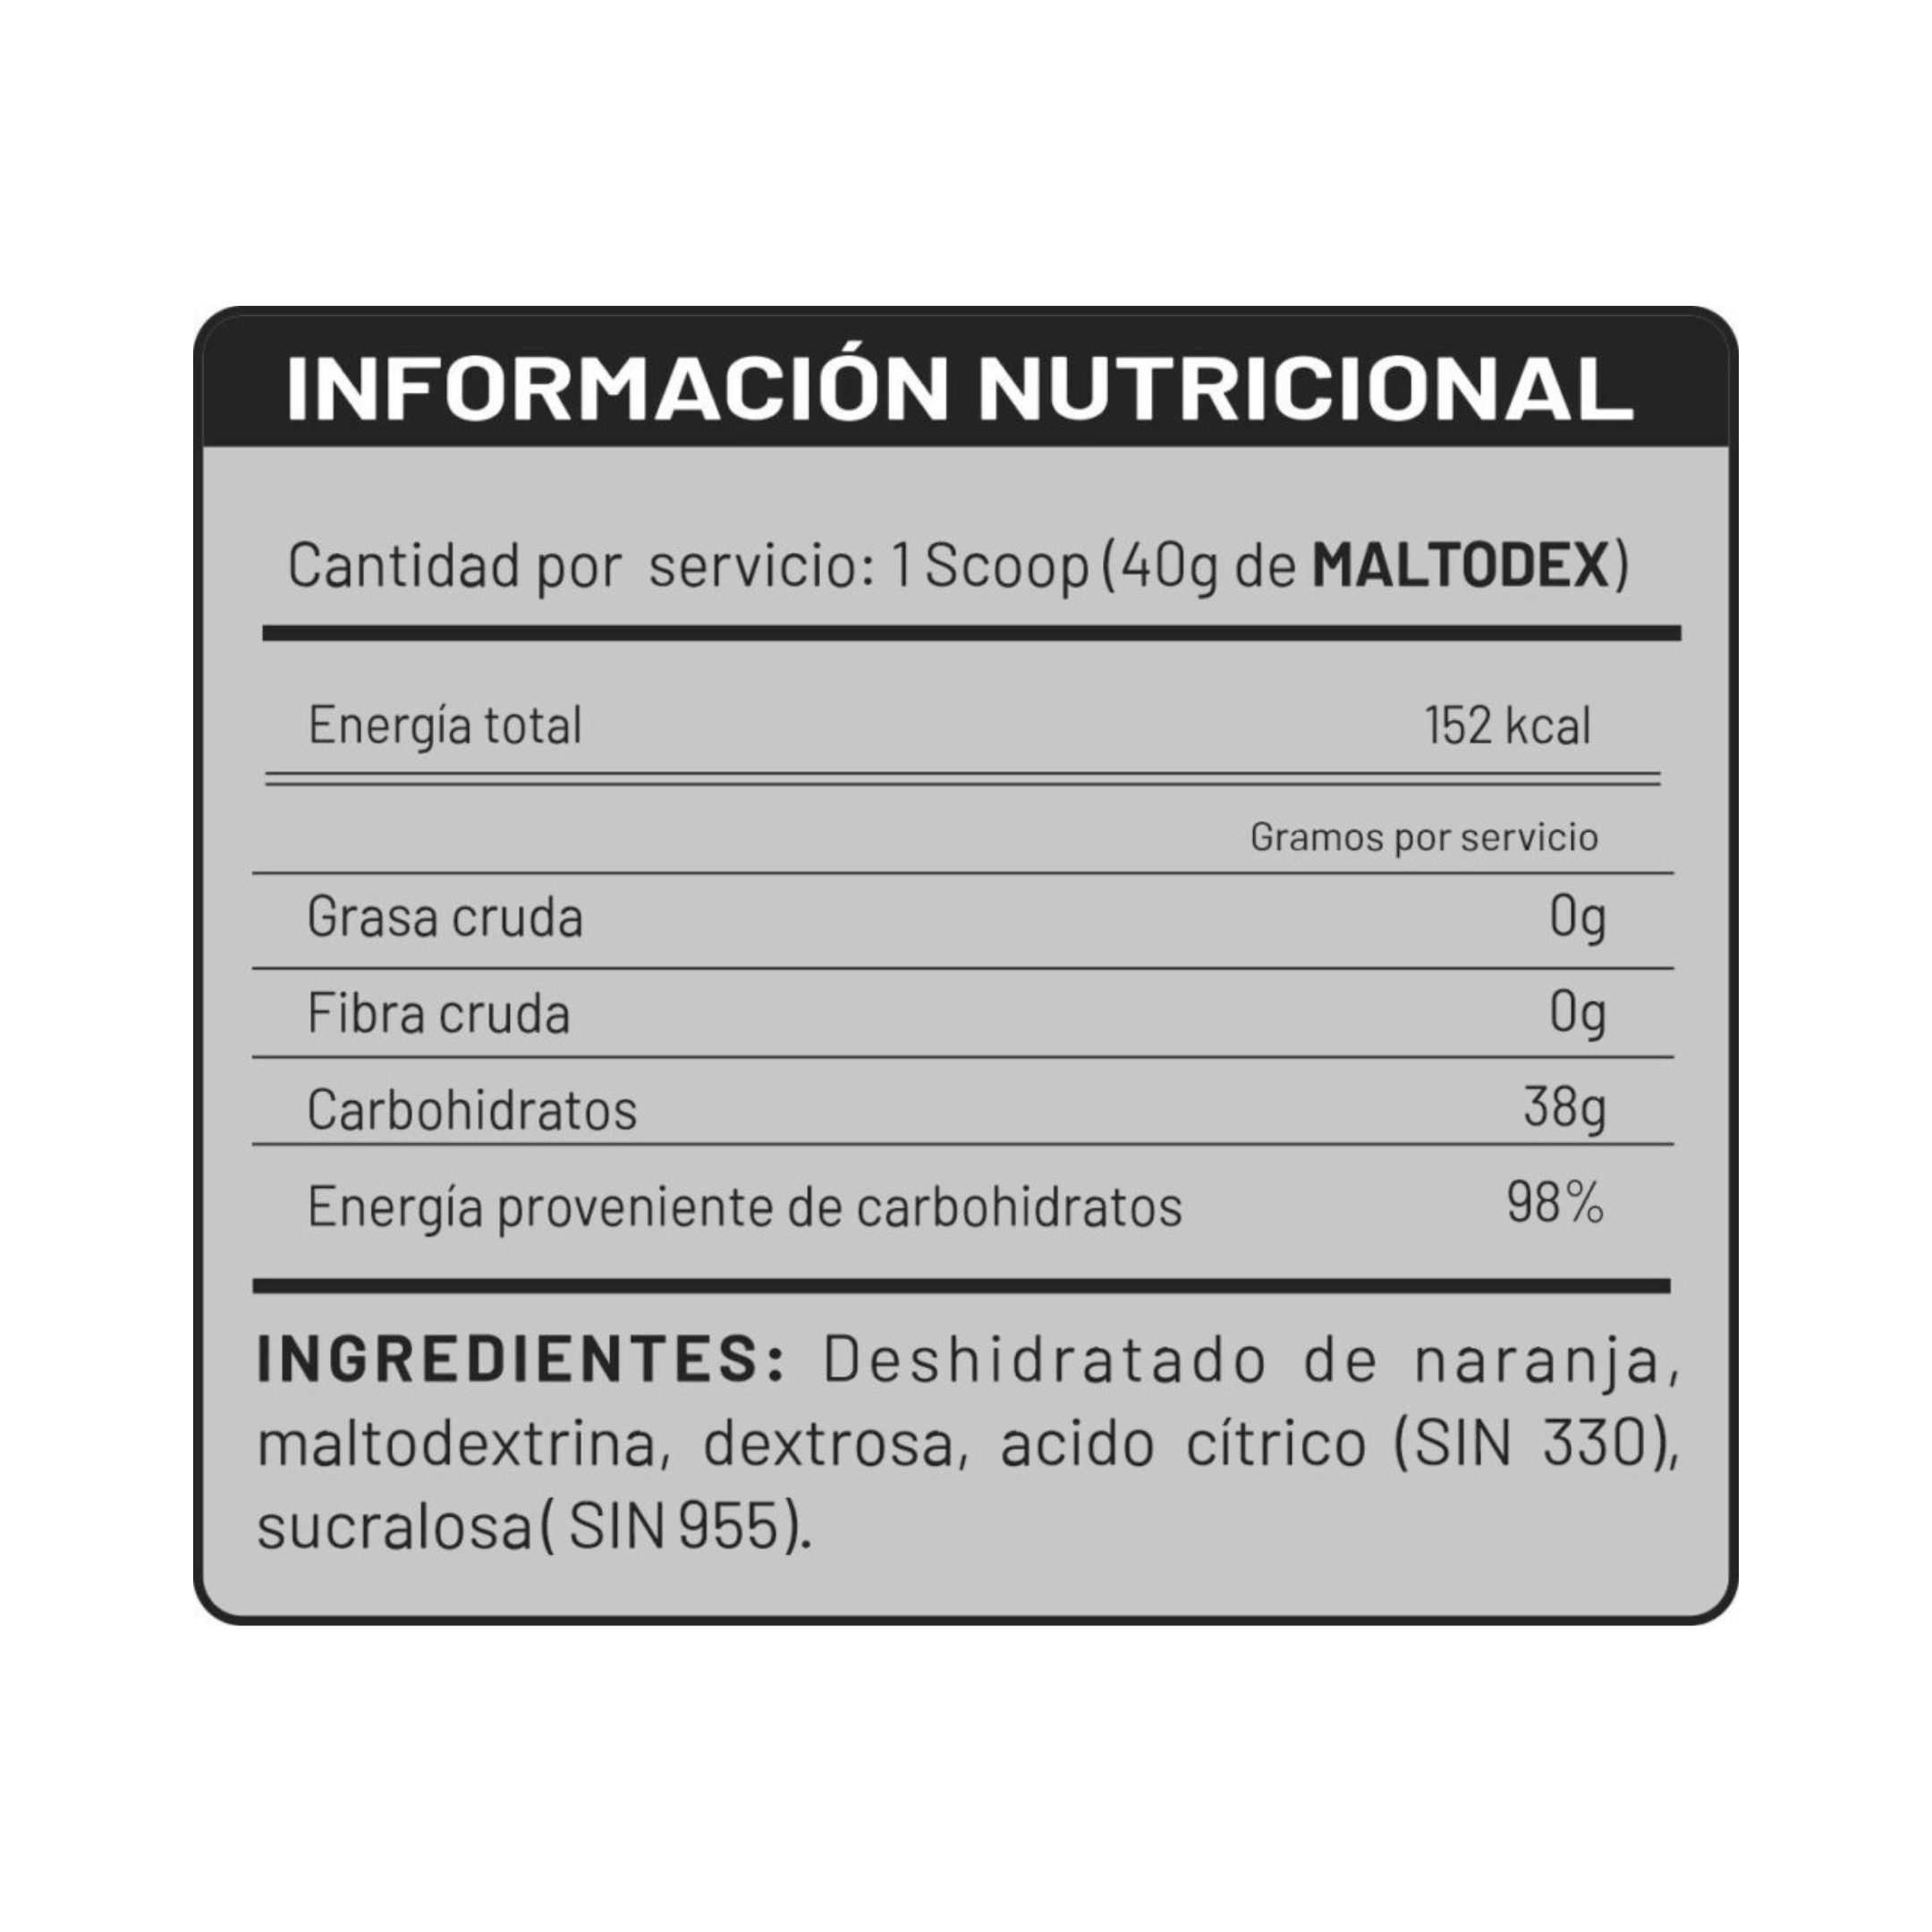 INFORMACIÓN NUTRICIONAL
Cantidad por servicio: 1 Scoop (40g de MALTODEX)
Energía total 152 kcal
Gramos por servicio
Grasa cruda 0g
Fibra cruda 0g
Carbohidratos 38g
Energía proveniente de carbohidratos 98%
INGREDIENTES: Deshidratado de naranja,
maltodextrina, dextrosa, acido cítrico (SIN 330),
sucralosa( SIN 955).